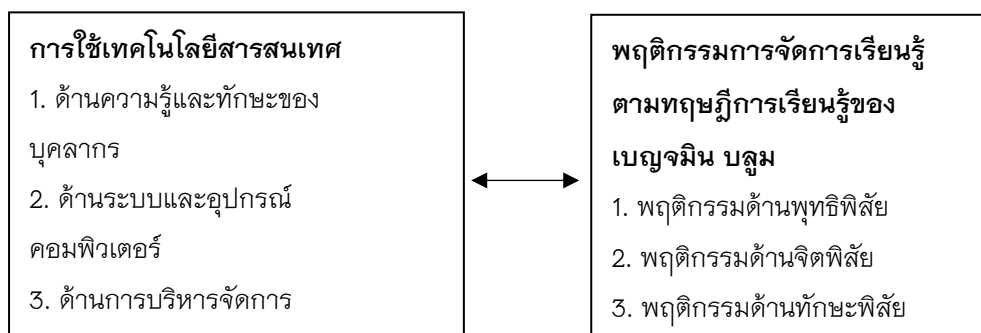 การใช้เทคโนโลยีสารสนเทศ
1. ด้านความรู้และทักษะของ
บุคลากร
2. ด้านระบบและอุปกรณ์
คอมพิวเตอร์
3. ด้านการบริหารจัดการ
พฤติกรรมการจัดการเรียนรู้
ตามทฤษฎีการเรียนรู้ของ
เบญจมิน บลูม
1. พฤติกรรมด้านพุทธิพิสัย
2. พฤติกรรมด้านจิตพิสัย
3. พฤติกรรมด้านทักษะพิสัย